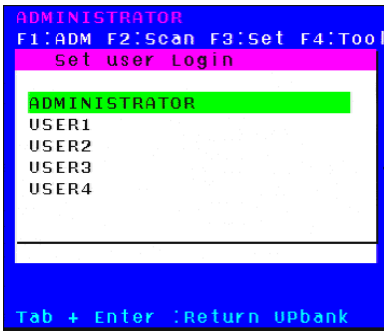 ADMINISTRATOR
F1:ADM F2:Scan F3:Set F4:Tool
Set user Login
ADMINISTRATOR
USER1
USER2
USER3
USER4
Tab + Enter :Return UPbank